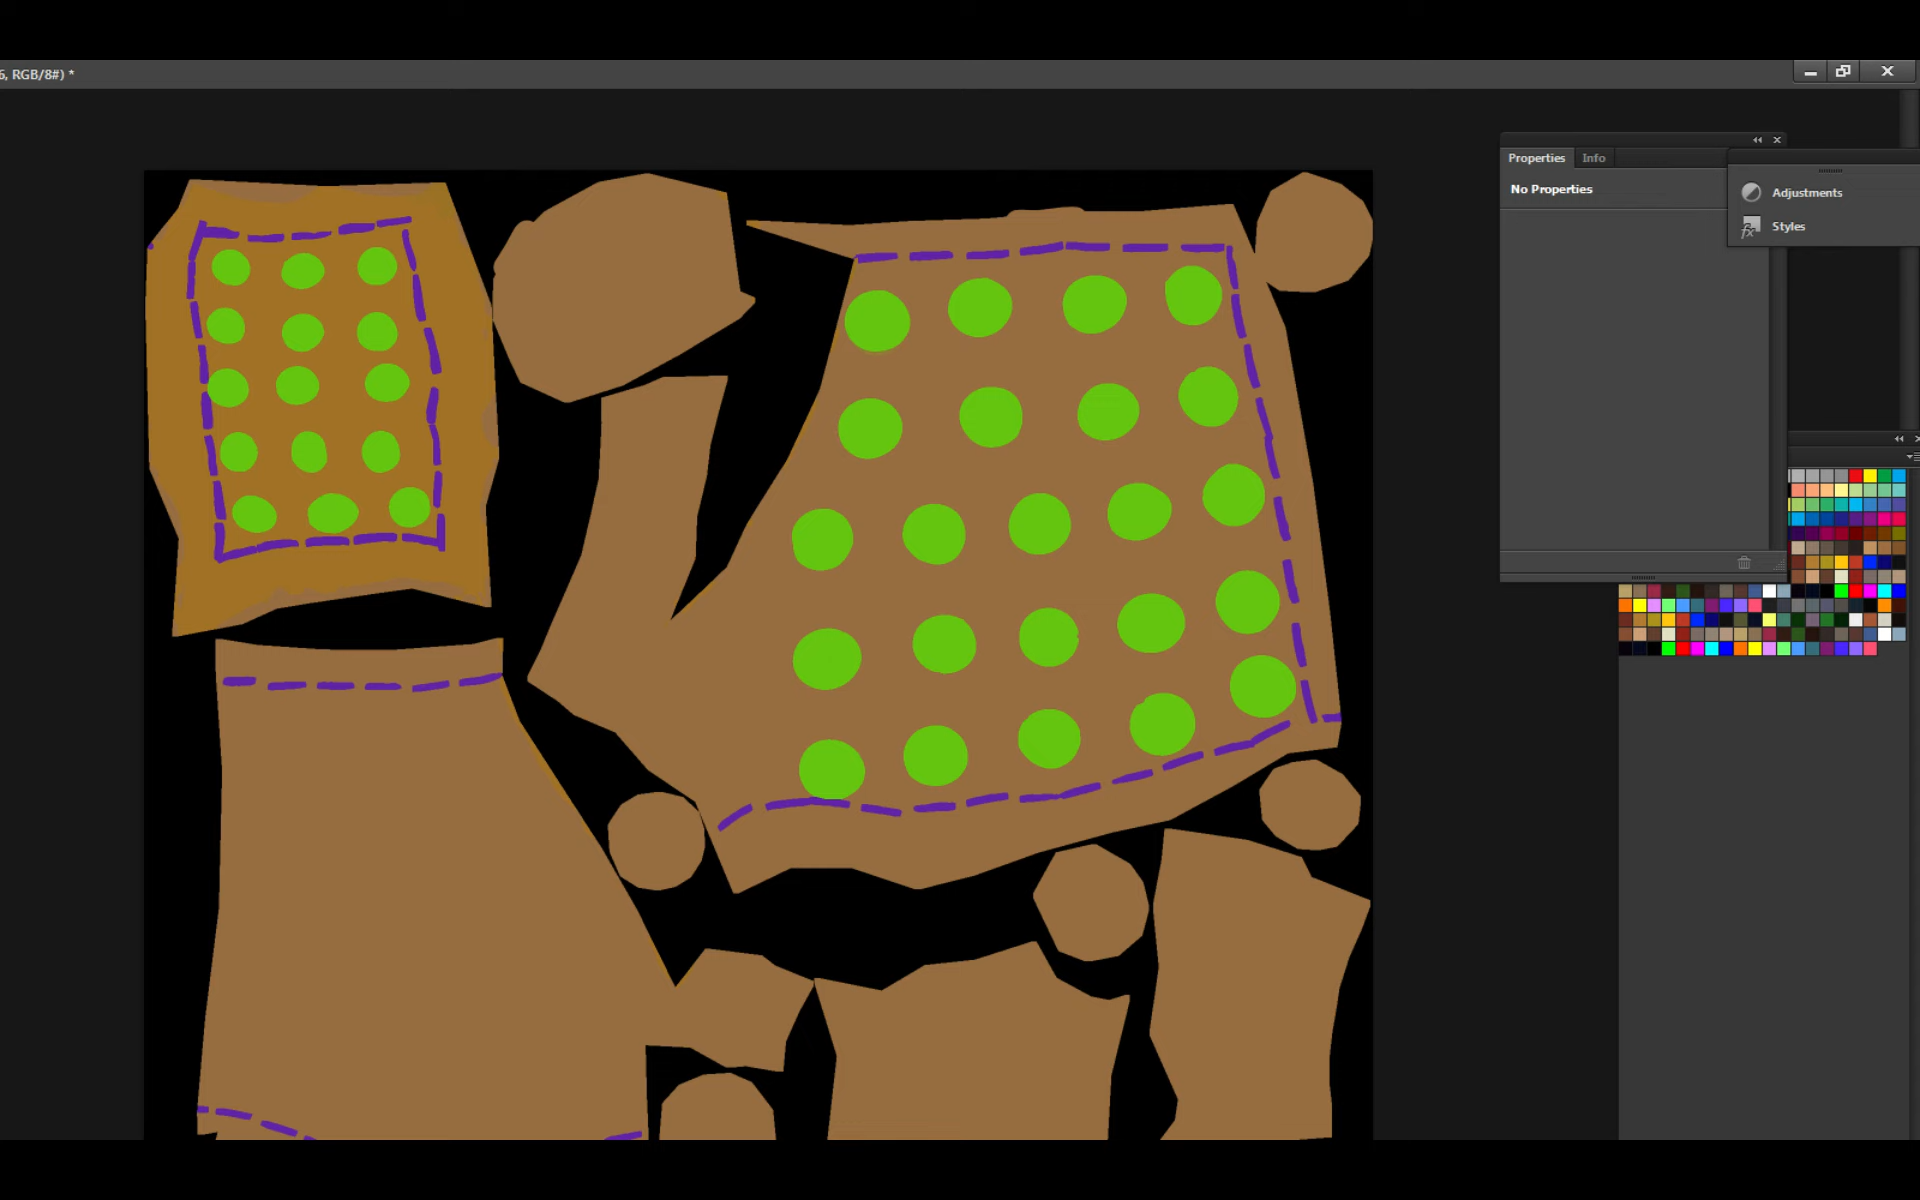 6, RGB/8#) *
Properties
Info
No Properties
Adjustments
Styles